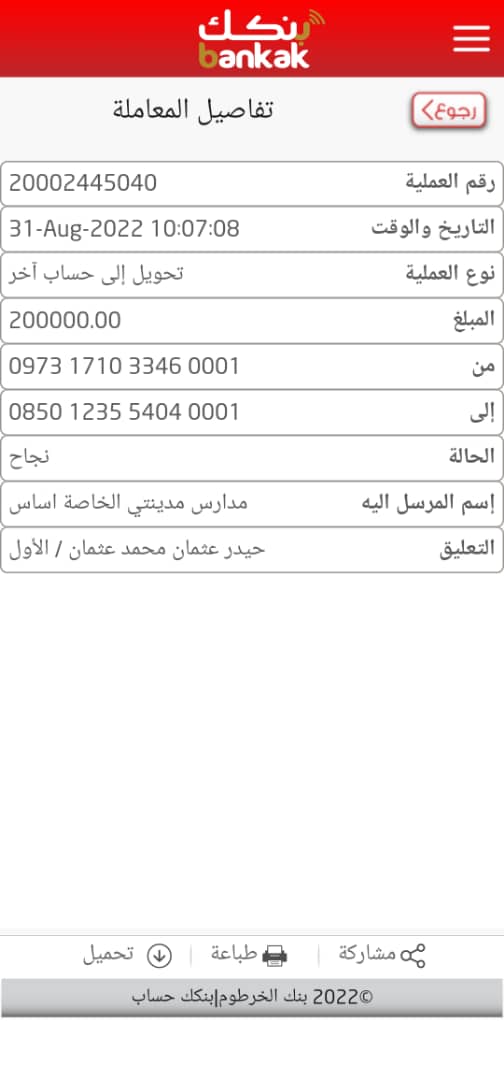 بنكك
bankak
رجوع
تفاصيل المعاملة
رقم العملية 20002445040
التاريخ والوقت 31-Aug-2022 10:07:08
نوع العملية تحويل إلى حساب آخر
المبلغ 200000.00
من 0973 1710 3346 0001
إلى 0850 1235 5404 0001
الحالة نجاح
إسم المرسل اليه مدارس مدينتي الخاصة اساس
التعليق حيدر عثمان محمد عثمان / الأول
مشاركة | طباعة | تحميل
©2022 بنك الخرطوم|بنكك حساب